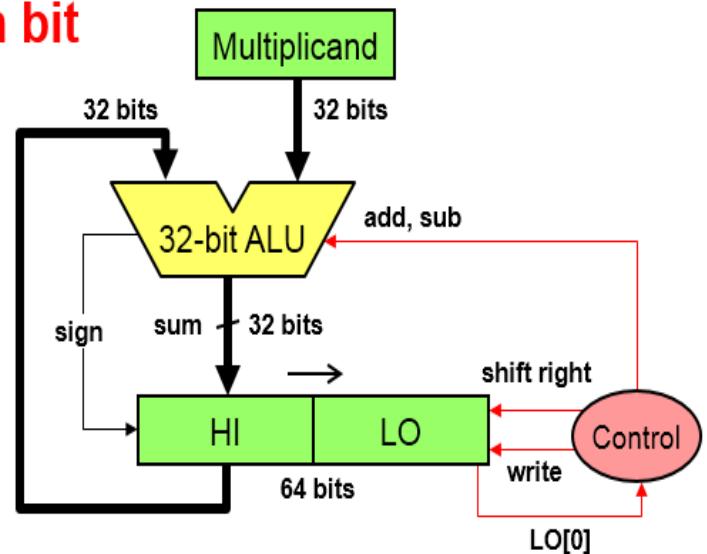 bit
Multiplicand
32 bits
32 bits
32-bit ALU
add, sub
sign
sum
32 bits
shift right
HI
LO
Control
write
64 bits
LO[0]